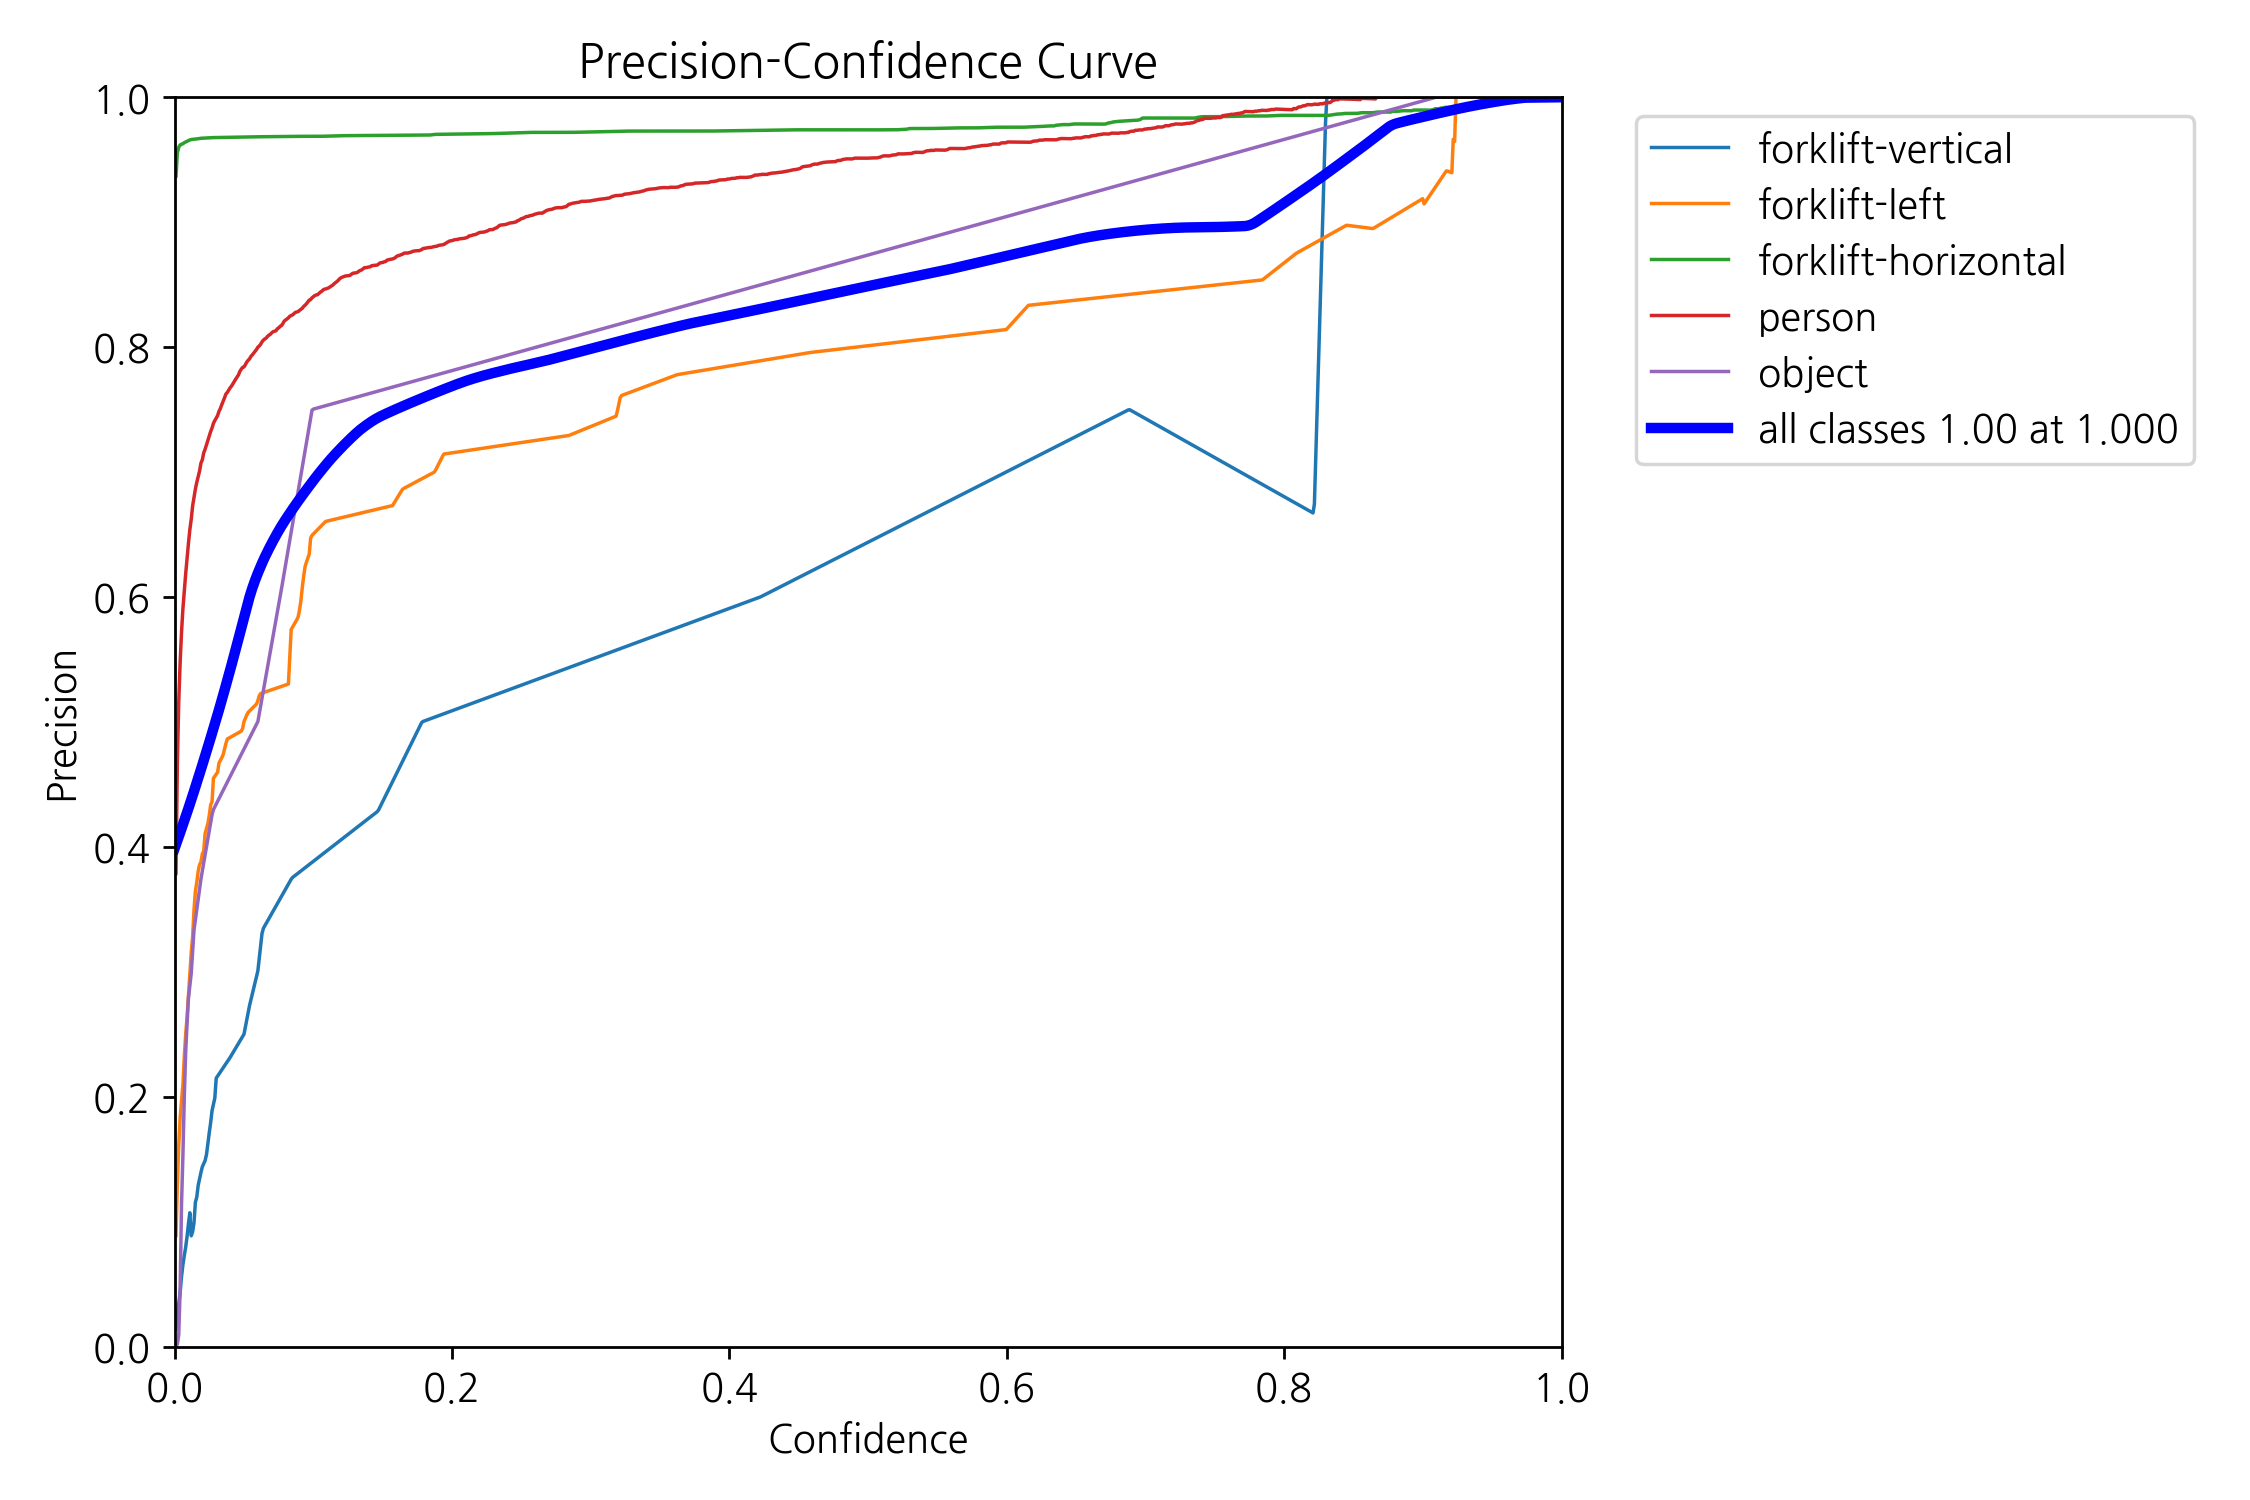 Precision-Confidence Curve
1.0
0.8
0.6
0.4
0.2
0.0
Precision
0.0 0.2 0.4 0.6 0.8 1.0
Confidence
forklift-vertical
forklift-left
forklift-horizontal
person
object
all classes 1.00 at 1.000